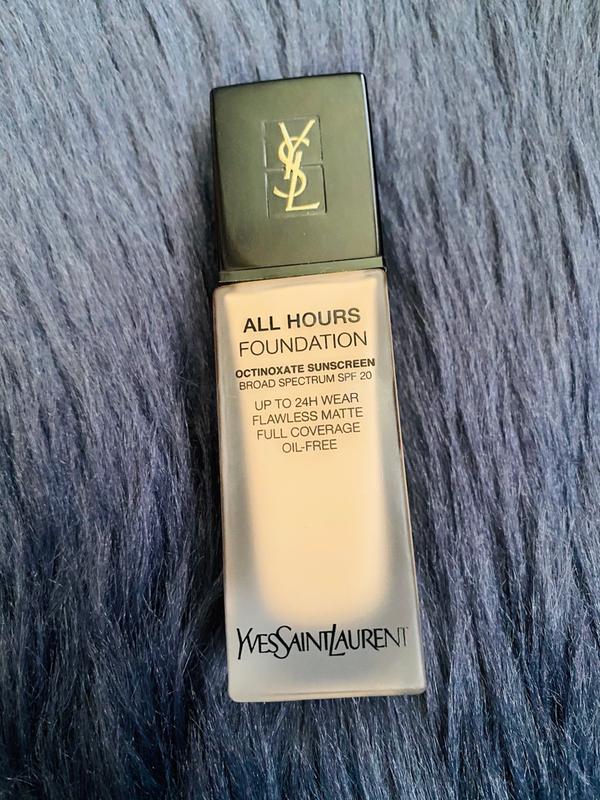 YSL
ALL HOURS
FOUNDATION
OCTINOXATE SUNSCREEN
BROAD SPECTRUM SPF 20
UP TO 24H WEAR
FLAWLESS MATTE
FULL COVERAGE
OIL-FREE
YVESSAINTLAURENT